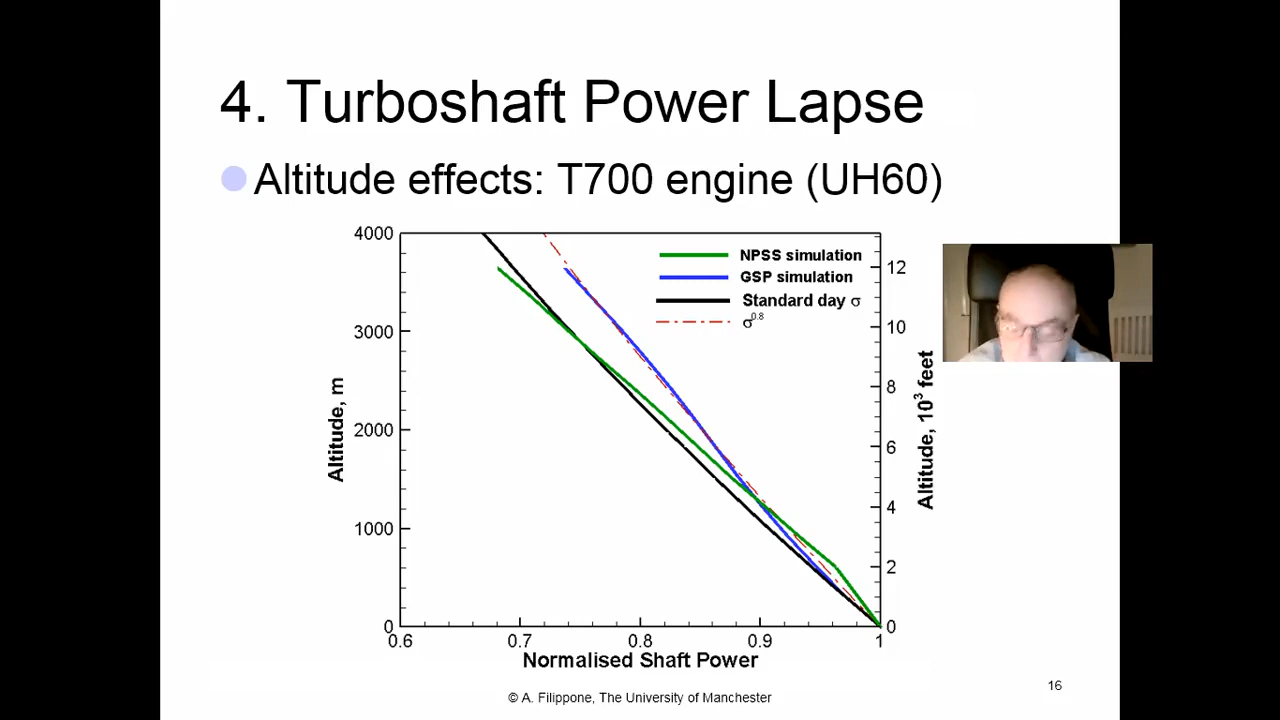 4. Turboshaft Power Lapse
Altitude effects: T700 engine (UH60)
4000
3000
2000
1000
0
Altitude, m
NPSS simulation
GSP simulation
Standard day σ
σ0.8
12
10
8
6
4
2
0
Altitude, 10³ feet
0.6 0.7 0.8 0.9 1
Normalised Shaft Power
© A. Filippone, The University of Manchester
16